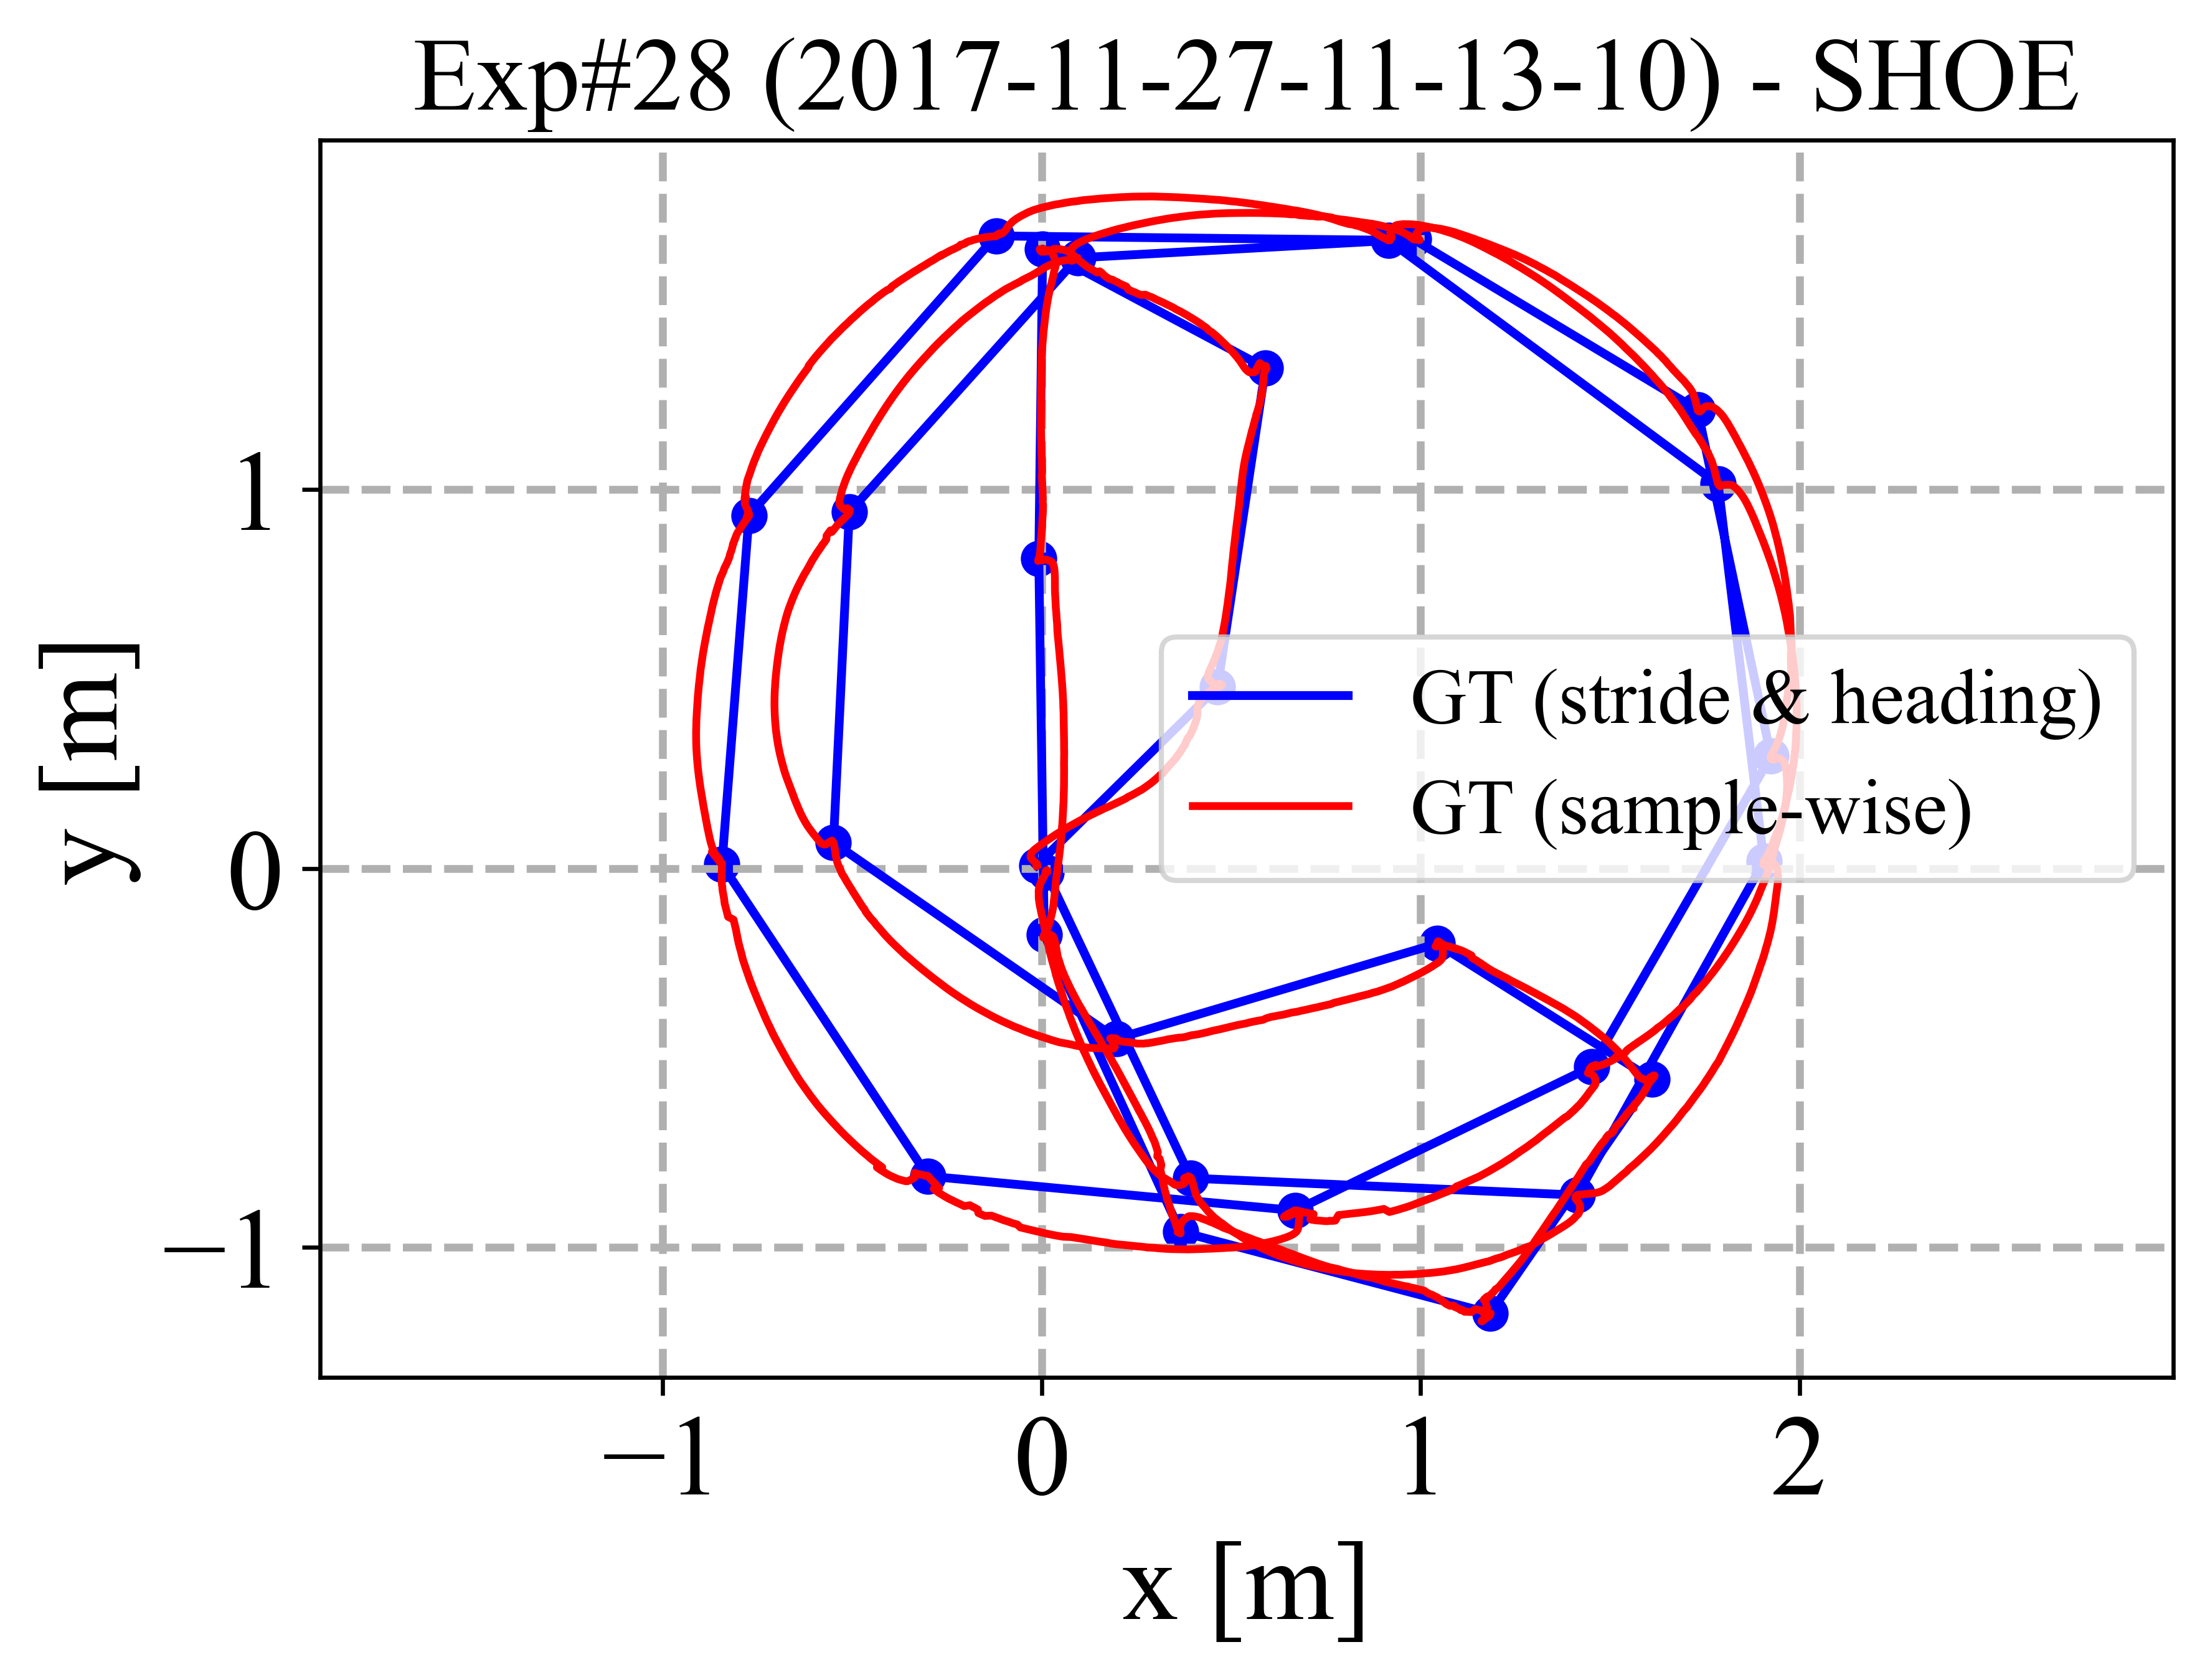 Exp#28 (2017-11-27-11-13-10) - SHOE
y [m]
1
0
−1
GT (stride & heading)
GT (sample-wise)
−1 0 1 2
x [m]